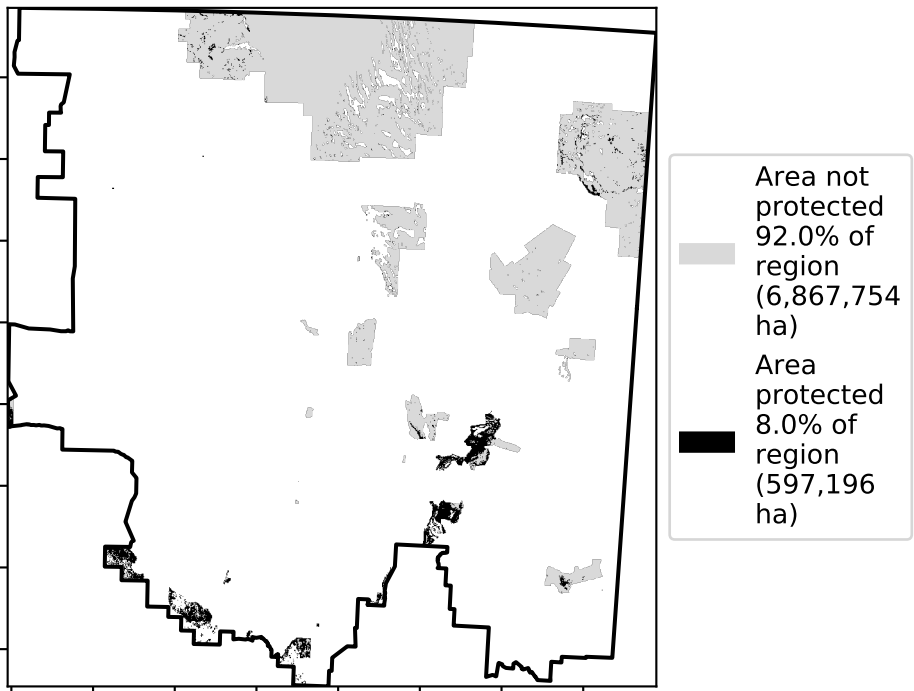 Area not
protected
92.0% of
region
(6,867,754
ha)
Area
protected
8.0% of
region
(597,196
ha)